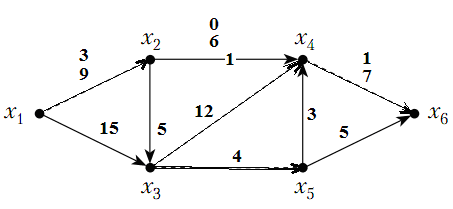 0
3 x₂ 6 x₄ 1
9 1 7
x₁ 15 5 12 3 5 x₆
4
x₃ x₅